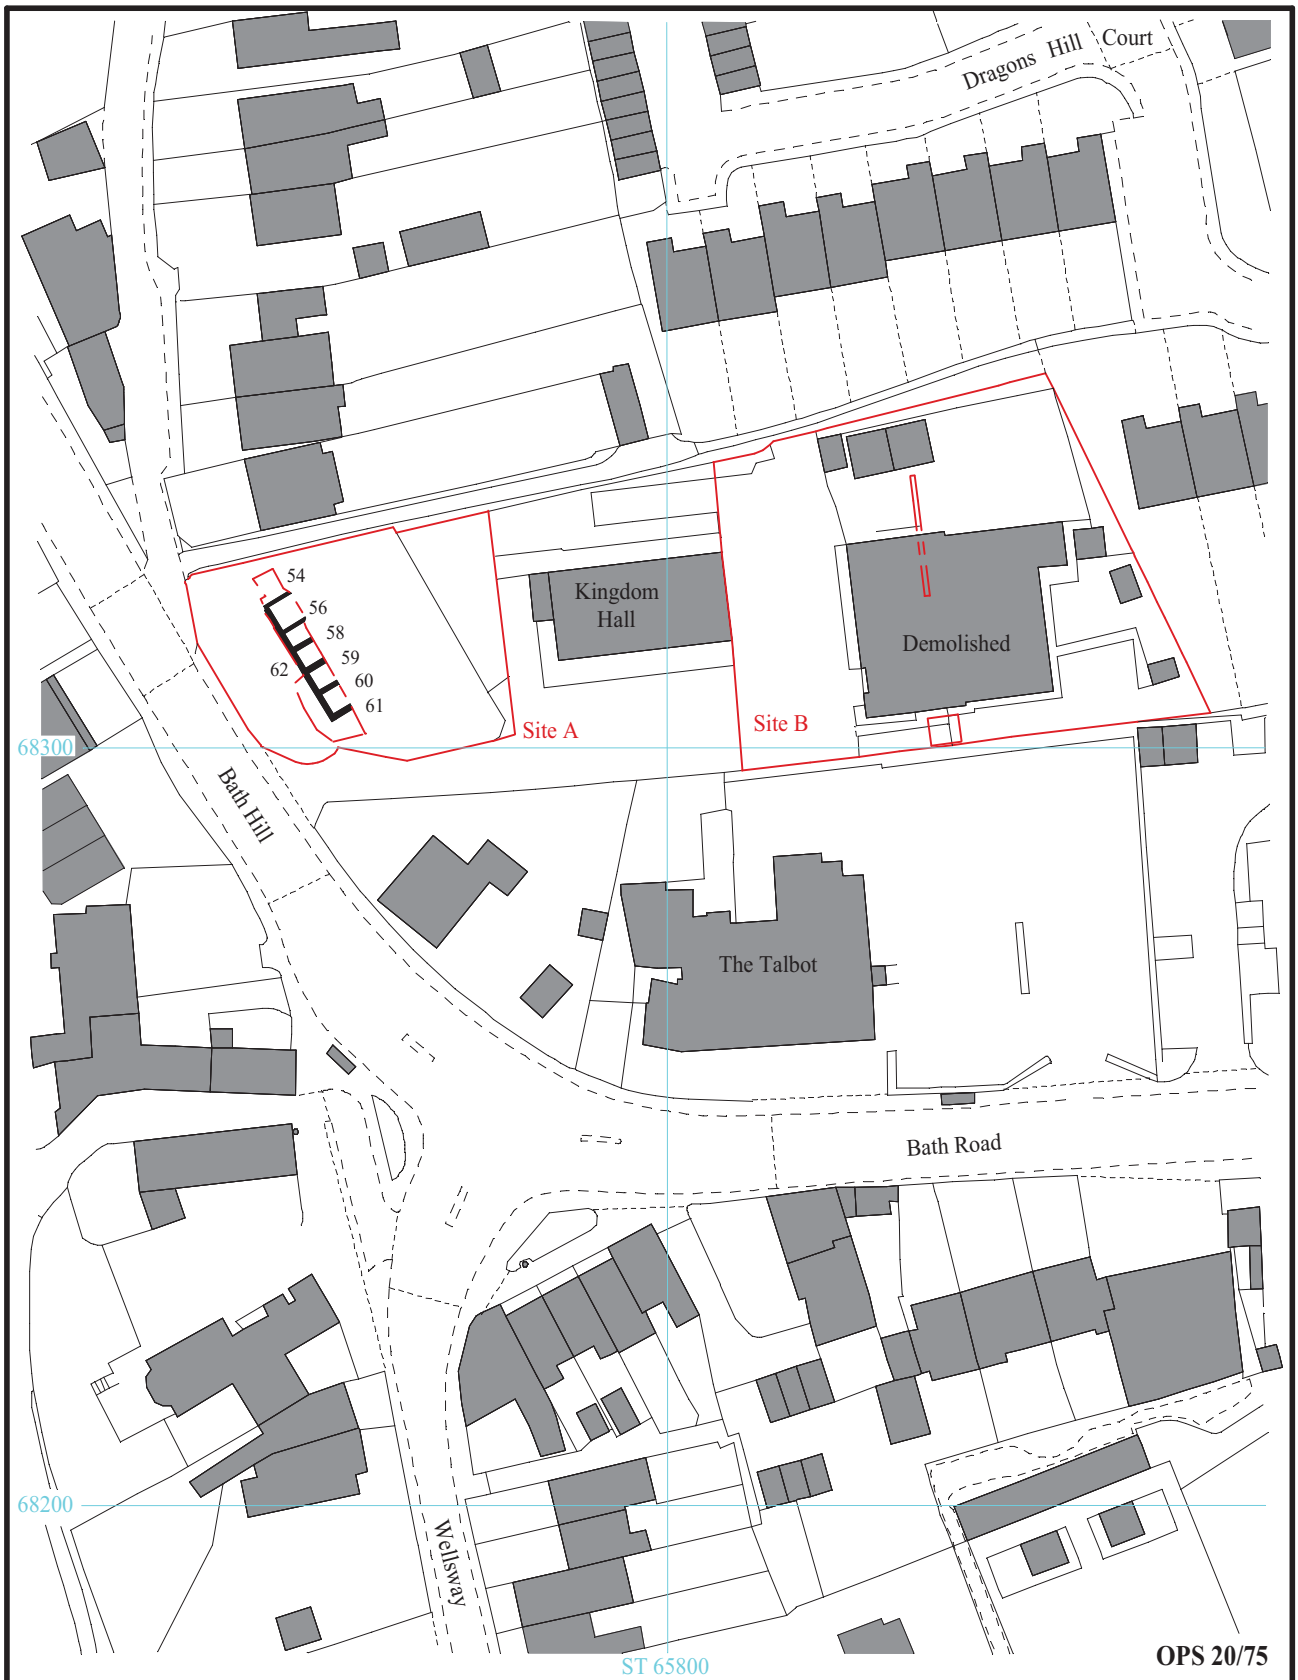 Dragons Hill Court
54
56
58
59
60
61
62
Kingdom
Hall
Demolished
Site A
Site B
68300
Bath Hill
The Talbot
Bath Road
68200
Wellsway
ST 65800
OPS 20/75